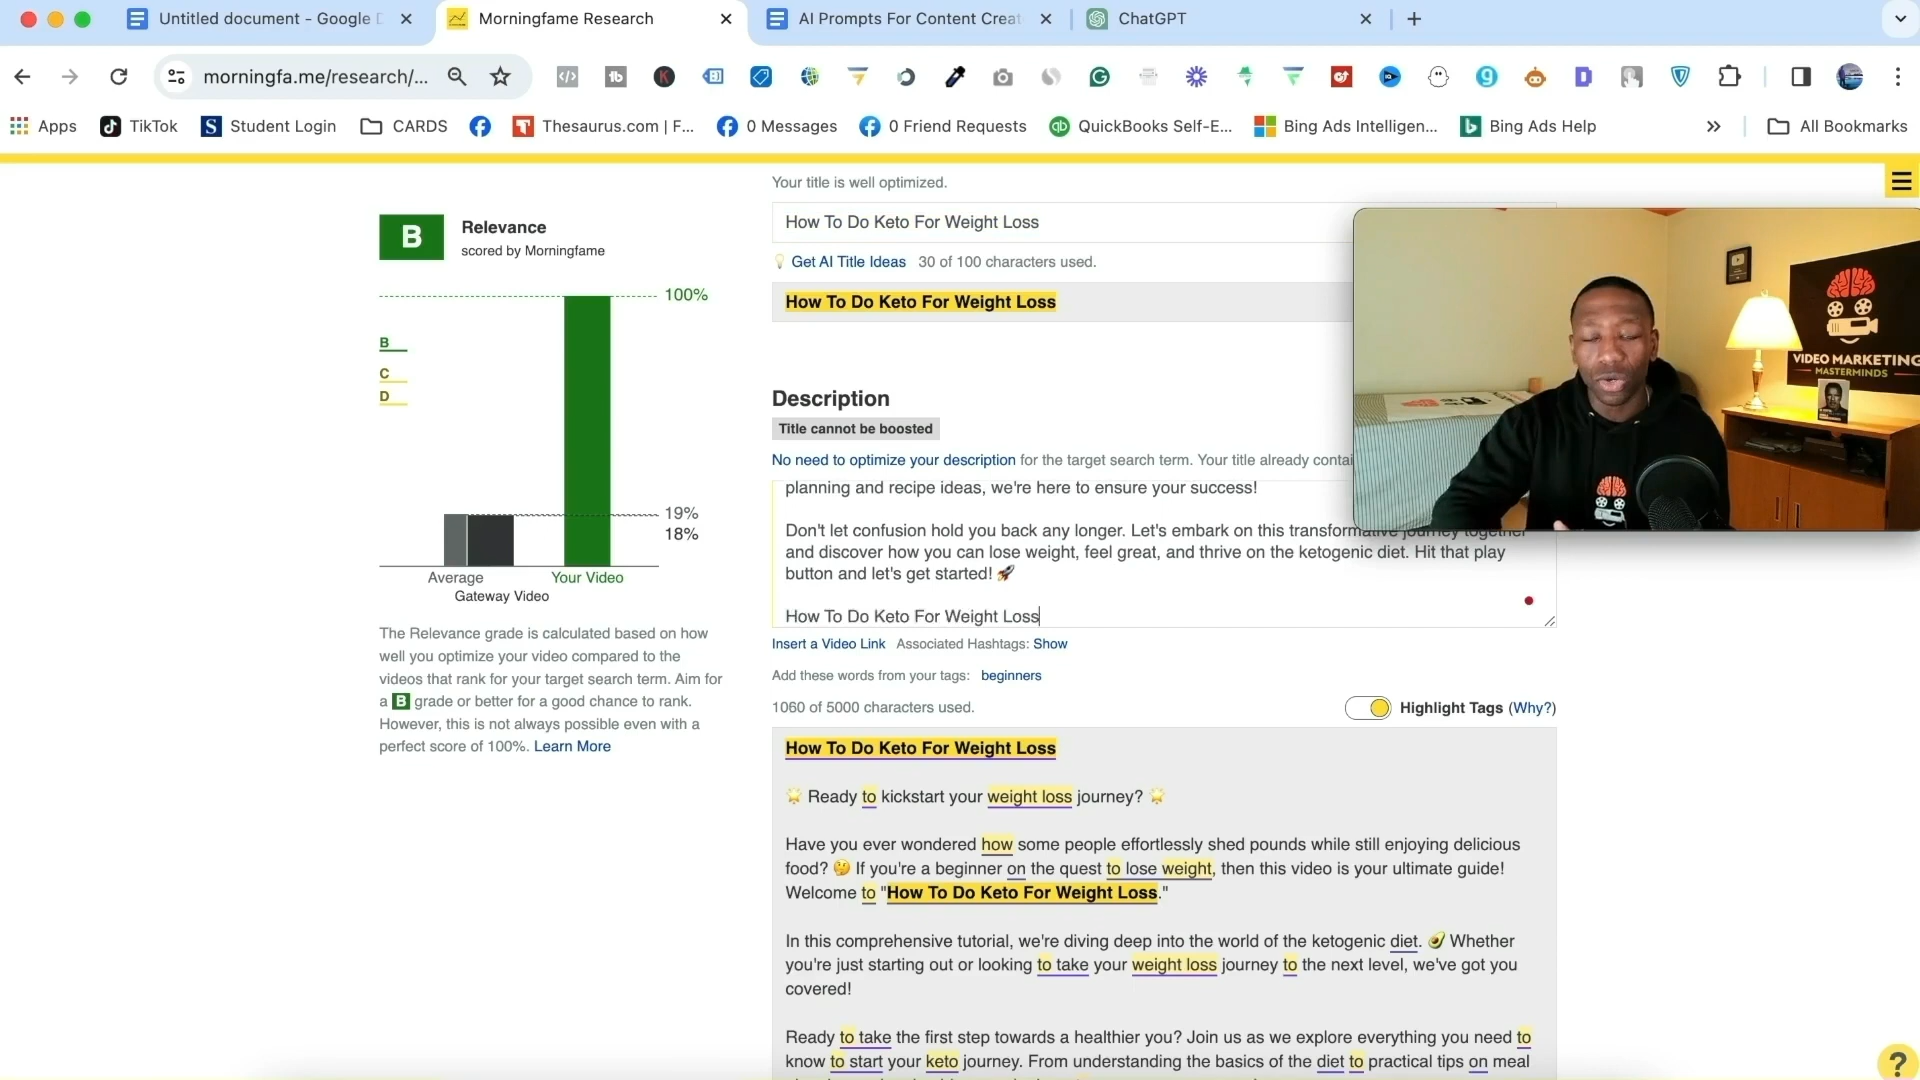 Untitled document - Google D
Morningfame Research
AI Prompts For Content Creat
ChatGPT
morningfa.me/research/...
Apps
TikTok
Student Login
CARDS
Thesaurus.com | F...
0 Messages
0 Friend Requests
QuickBooks Self-E...
Bing Ads Intelligen...
Bing Ads Help
All Bookmarks
B
Relevance
scored by Morningfame
100%
B
C
D
19%
18%
Average
Your Video
Gateway Video
The Relevance grade is calculated based on how
well you optimize your video compared to the
videos that rank for your target search term. Aim for
a B grade or better for a good chance to rank.
However, this is not always possible even with a
perfect score of 100%. Learn More
Your title is well optimized.
How To Do Keto For Weight Loss
Get AI Title Ideas 30 of 100 characters used.
How To Do Keto For Weight Loss
Description
Title cannot be boosted
No need to optimize your description for the target search term. Your title already contai
planning and recipe ideas, we're here to ensure your success!
Don't let confusion hold you back any longer. Let's embark on this transformative journey together
and discover how you can lose weight, feel great, and thrive on the ketogenic diet. Hit that play
button and let's get started! 🚀
How To Do Keto For Weight Loss
Insert a Video Link Associated Hashtags: Show
Add these words from your tags: beginners
1060 of 5000 characters used.
Highlight Tags (Why?)
How To Do Keto For Weight Loss
🌟 Ready to kickstart your weight loss journey? 🌟
Have you ever wondered how some people effortlessly shed pounds while still enjoying delicious
food? 🤔 If you're a beginner on the quest to lose weight, then this video is your ultimate guide!
Welcome to "How To Do Keto For Weight Loss."
In this comprehensive tutorial, we're diving deep into the world of the ketogenic diet. 🥑 Whether
you're just starting out or looking to take your weight loss journey to the next level, we've got you
covered!
Ready to take the first step towards a healthier you? Join us as we explore everything you need to
know to start your keto journey. From understanding the basics of the diet to practical tips on meal
VIDEO MARKETING
MASTERMINDS
?